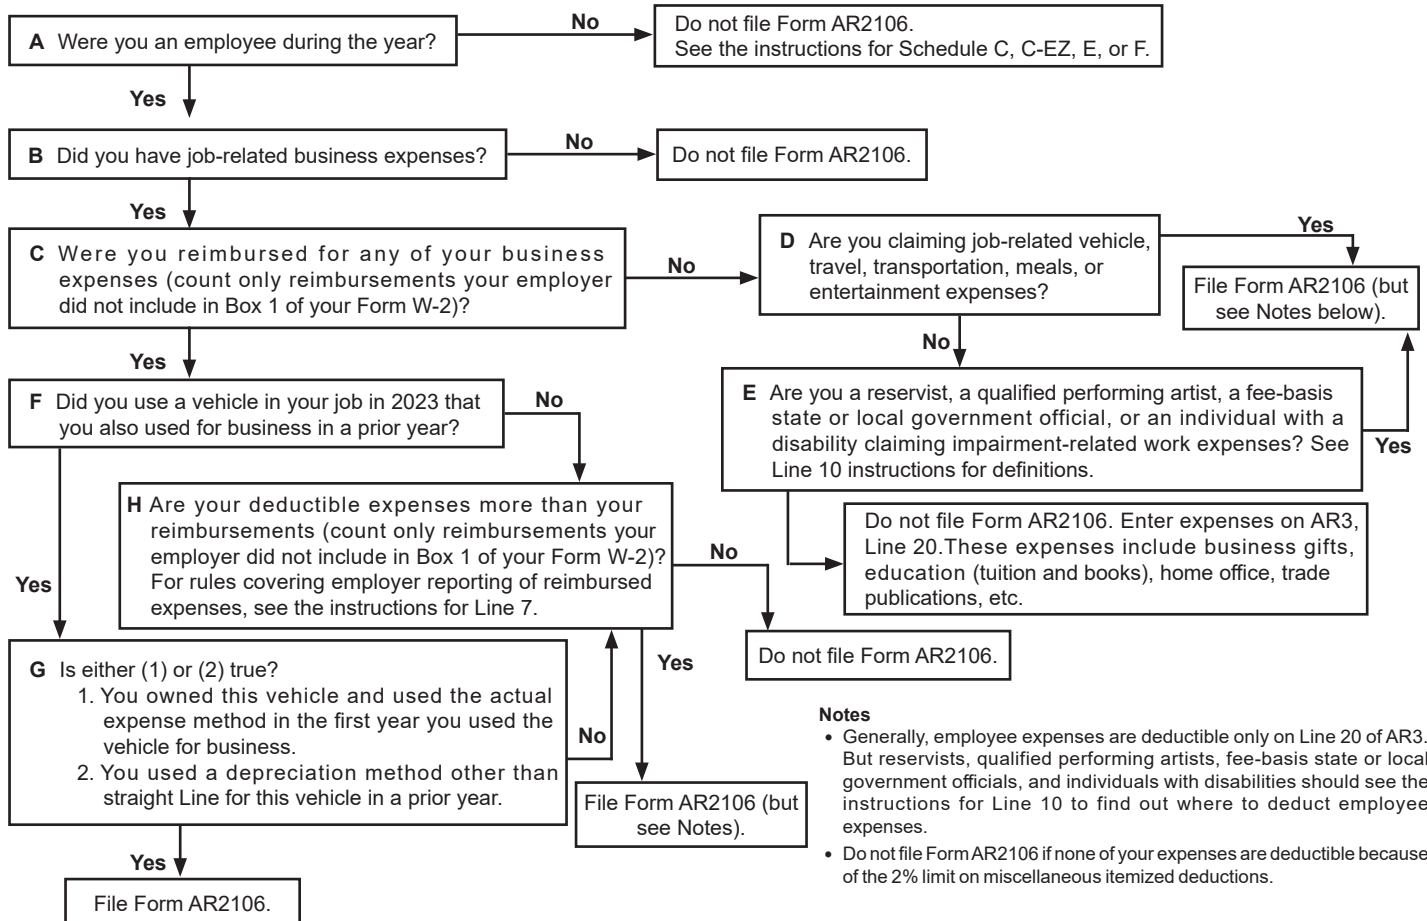 A Were you an employee during the year?
No
Do not file Form AR2106.
See the instructions for Schedule C, C-EZ, E, or F.
Yes
B Did you have job-related business expenses?
No
Do not file Form AR2106.
Yes
C Were you reimbursed for any of your business
expenses (count only reimbursements your employer
did not include in Box 1 of your Form W-2)?
No
D Are you claiming job-related vehicle,
travel, transportation, meals, or
entertainment expenses?
Yes
File Form AR2106 (but
see Notes below).
Yes
No
F Did you use a vehicle in your job in 2023 that
you also used for business in a prior year?
No
E Are you a reservist, a qualified performing artist, a fee-basis
state or local government official, or an individual with a
disability claiming impairment-related work expenses? See
Line 10 instructions for definitions.
Yes
H Are your deductible expenses more than your
reimbursements (count only reimbursements your
employer did not include in Box 1 of your Form W-2)?
For rules covering employer reporting of reimbursed
expenses, see the instructions for Line 7.
No
Do not file Form AR2106. Enter expenses on AR3,
Line 20.These expenses include business gifts,
education (tuition and books), home office, trade
publications, etc.
Yes
Do not file Form AR2106.
G Is either (1) or (2) true?
1. You owned this vehicle and used the actual
expense method in the first year you used the
vehicle for business.
2. You used a depreciation method other than
straight Line for this vehicle in a prior year.
No
Yes
File Form AR2106 (but
see Notes).
Yes
File Form AR2106.
Notes
• Generally, employee expenses are deductible only on Line 20 of AR3.
But reservists, qualified performing artists, fee-basis state or local
government officials, and individuals with disabilities should see the
instructions for Line 10 to find out where to deduct employee
expenses.
• Do not file Form AR2106 if none of your expenses are deductible because
of the 2% limit on miscellaneous itemized deductions.